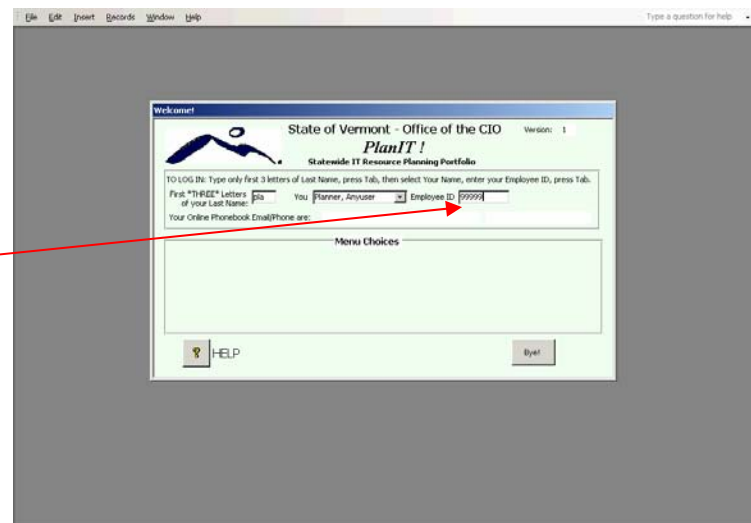 File Edit Insert Records Window Help Type a question for help
Welcome!
State of Vermont - Office of the CIO Version: 1
PlanIT !
Statewide IT Resource Planning Portfolio
TO LOG IN: Type only first 3 letters of Last Name, press Tab, then select Your Name, enter your Employee ID, press Tab.
First *THREE* Letters of your Last Name: pla You Planner, Anyuser Employee ID 99999
Your Online Phonebook Email/Phone are:
Menu Choices
? HELP Bye!